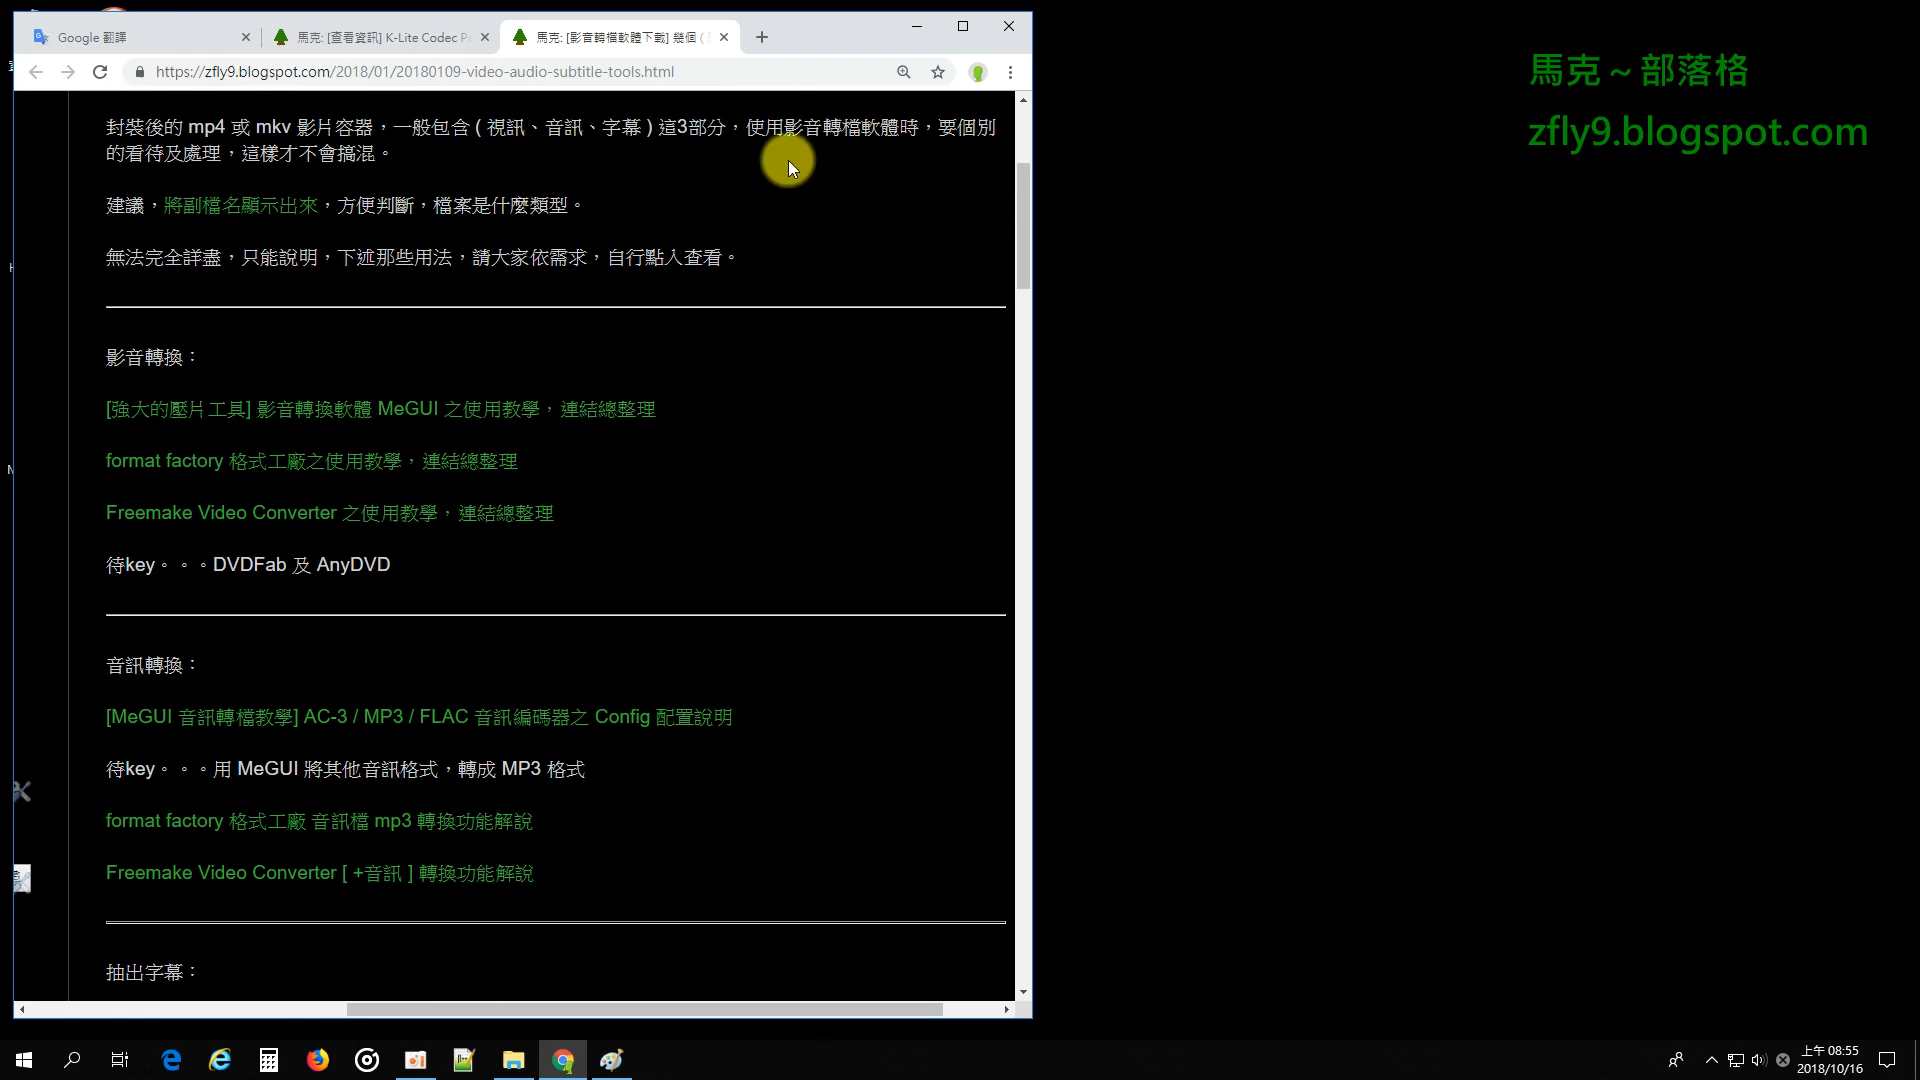 Google 翻譯
馬克: [查看資訊] K-Lite Codec Pa
馬克: [影音轉檔軟體下載] 幾個 (
https://zfly9.blogspot.com/2018/01/20180109-video-audio-subtitle-tools.html
馬克～部落格
zfly9.blogspot.com
封裝後的 mp4 或 mkv 影片容器，一般包含 ( 視訊、音訊、字幕 ) 這3部分，使用影音轉檔軟體時，要個別
的看待及處理，這樣才不會搞混。
建議，將副檔名顯示出來，方便判斷，檔案是什麼類型。
無法完全詳盡，只能說明，下述那些用法，請大家依需求，自行點入查看。
影音轉換：
[強大的壓片工具] 影音轉換軟體 MeGUI 之使用教學，連結總整理
format factory 格式工廠之使用教學，連結總整理
Freemake Video Converter 之使用教學，連結總整理
待key。。。DVDFab 及 AnyDVD
音訊轉換：
[MeGUI 音訊轉檔教學] AC-3 / MP3 / FLAC 音訊編碼器之 Config 配置說明
待key。。。用 MeGUI 將其他音訊格式，轉成 MP3 格式
format factory 格式工廠 音訊檔 mp3 轉換功能解說
Freemake Video Converter [ +音訊 ] 轉換功能解說
抽出字幕：
上午 08:55
2018/10/16